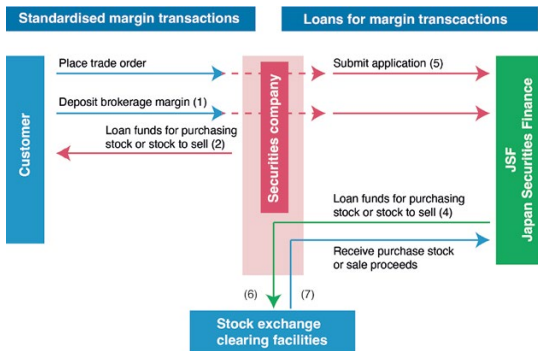 Standardised margin transactions
Loans for margin transcactions
Place trade order
Submit application (5)
Deposit brokerage margin (1)
Loan funds for purchasing
stock or stock to sell (2)
Customer
Securities company
JSF
Japan Securities Finance
Loan funds for purchasing
stock or stock to sell (4)
Receive purchase stock
or sale proceeds
(6)
(7)
Stock exchange
clearing facilities